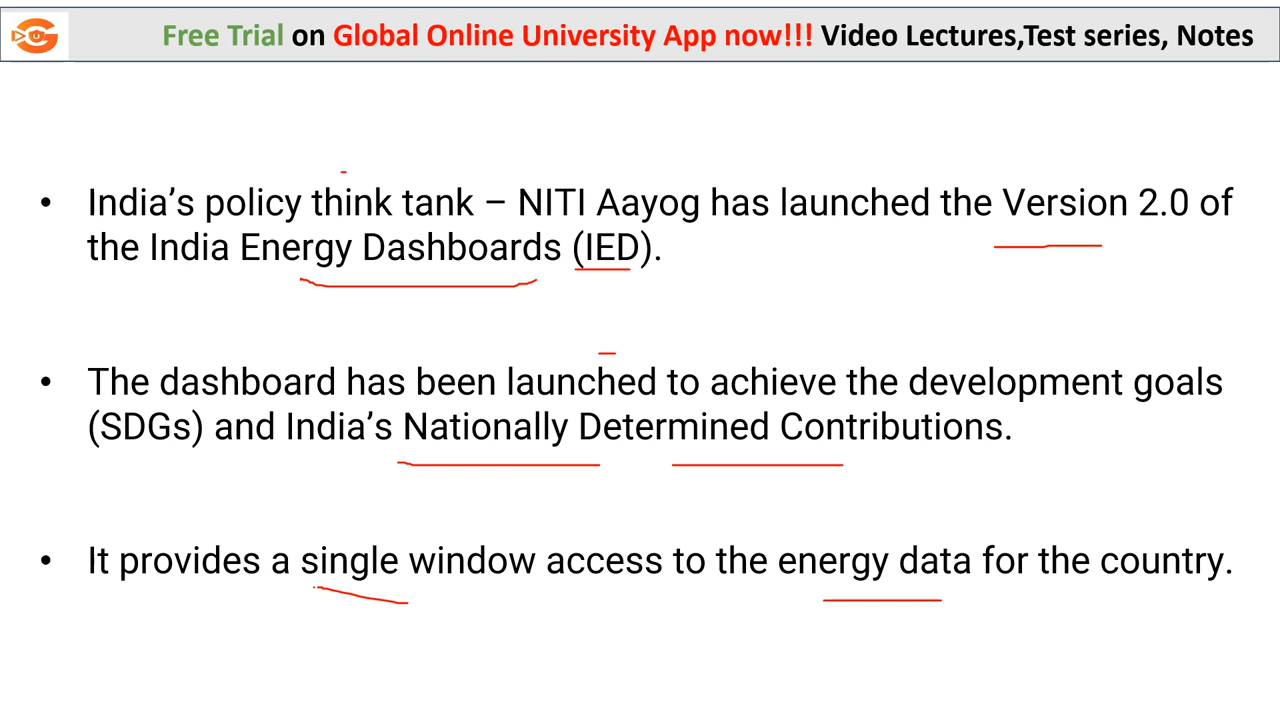 Free Trial on Global Online University App now!!! Video Lectures,Test series, Notes
• India’s policy think tank – NITI Aayog has launched the Version 2.0 of
the India Energy Dashboards (IED).
• The dashboard has been launched to achieve the development goals
(SDGs) and India’s Nationally Determined Contributions.
• It provides a single window access to the energy data for the country.